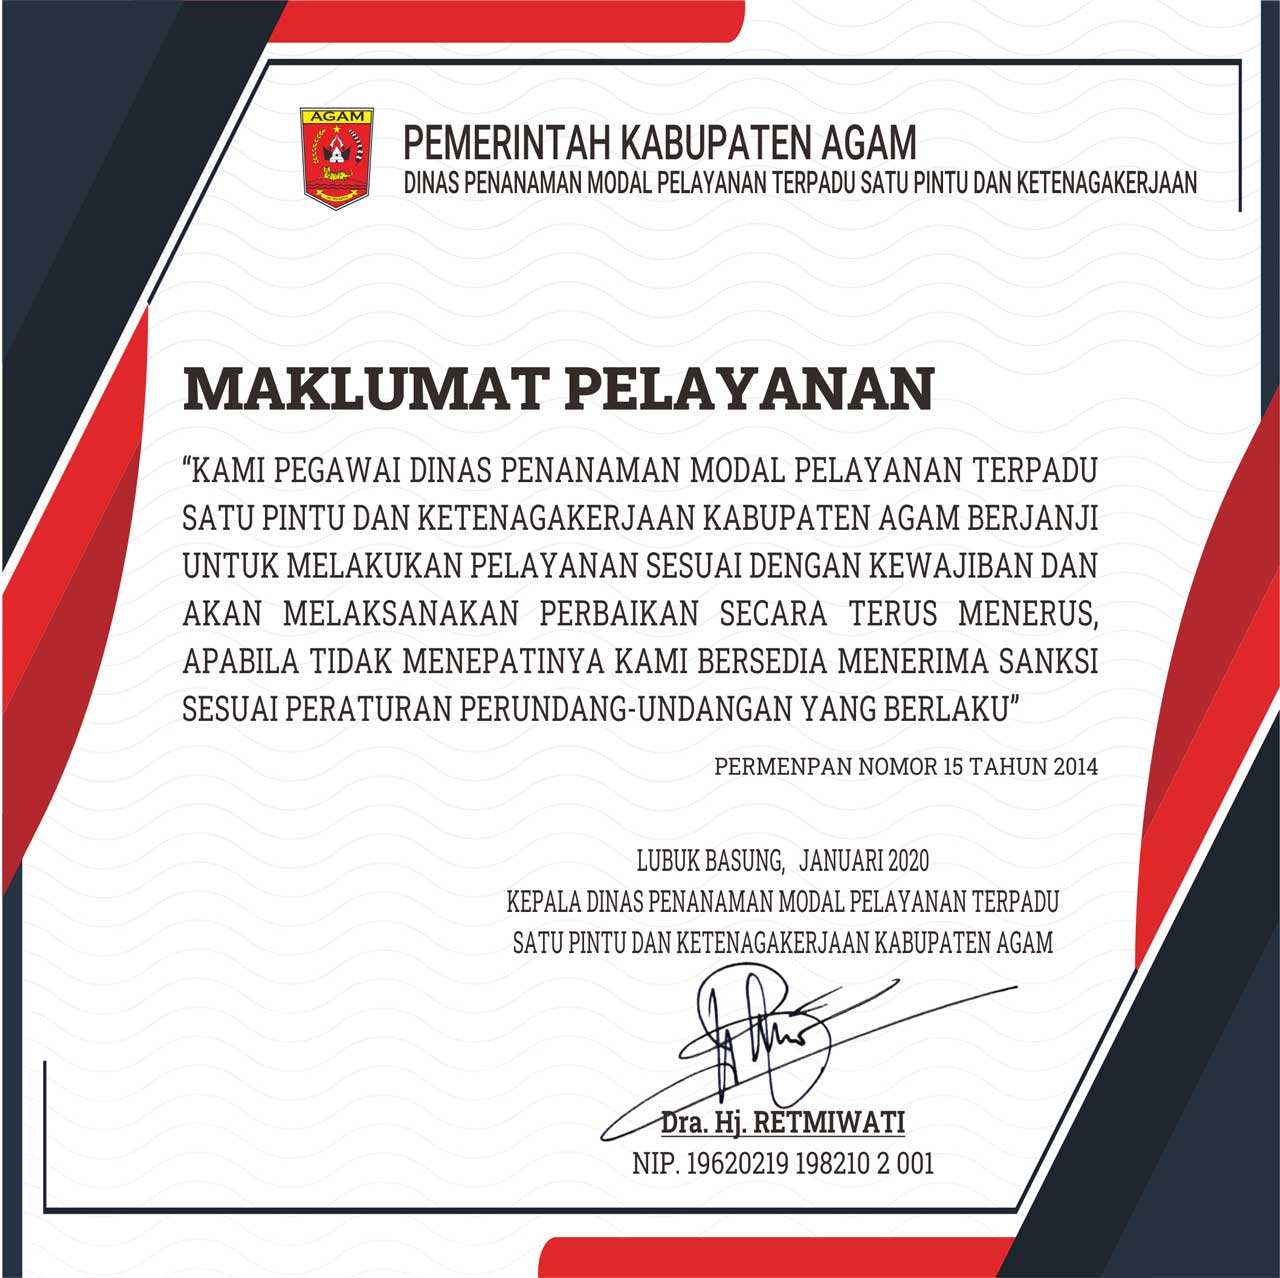 AGAM
PEMERINTAH KABUPATEN AGAM
DINAS PENANAMAN MODAL PELAYANAN TERPADU SATU PINTU DAN KETENAGAKERJAAN
MAKLUMAT PELAYANAN
“KAMI PEGAWAI DINAS PENANAMAN MODAL PELAYANAN TERPADU
SATU PINTU DAN KETENAGAKERJAAN KABUPATEN AGAM BERJANJI
UNTUK MELAKUKAN PELAYANAN SESUAI DENGAN KEWAJIBAN DAN
AKAN MELAKSANAKAN PERBAIKAN SECARA TERUS MENERUS,
APABILA TIDAK MENEPATINYA KAMI BERSEDIA MENERIMA SANKSI
SESUAI PERATURAN PERUNDANG-UNDANGAN YANG BERLAKU”
PERMENPAN NOMOR 15 TAHUN 2014
LUBUK BASUNG, JANUARI 2020
KEPALA DINAS PENANAMAN MODAL PELAYANAN TERPADU
SATU PINTU DAN KETENAGAKERJAAN KABUPATEN AGAM
Dra. Hj. RETMIWATI
NIP. 19620219 198210 2 001